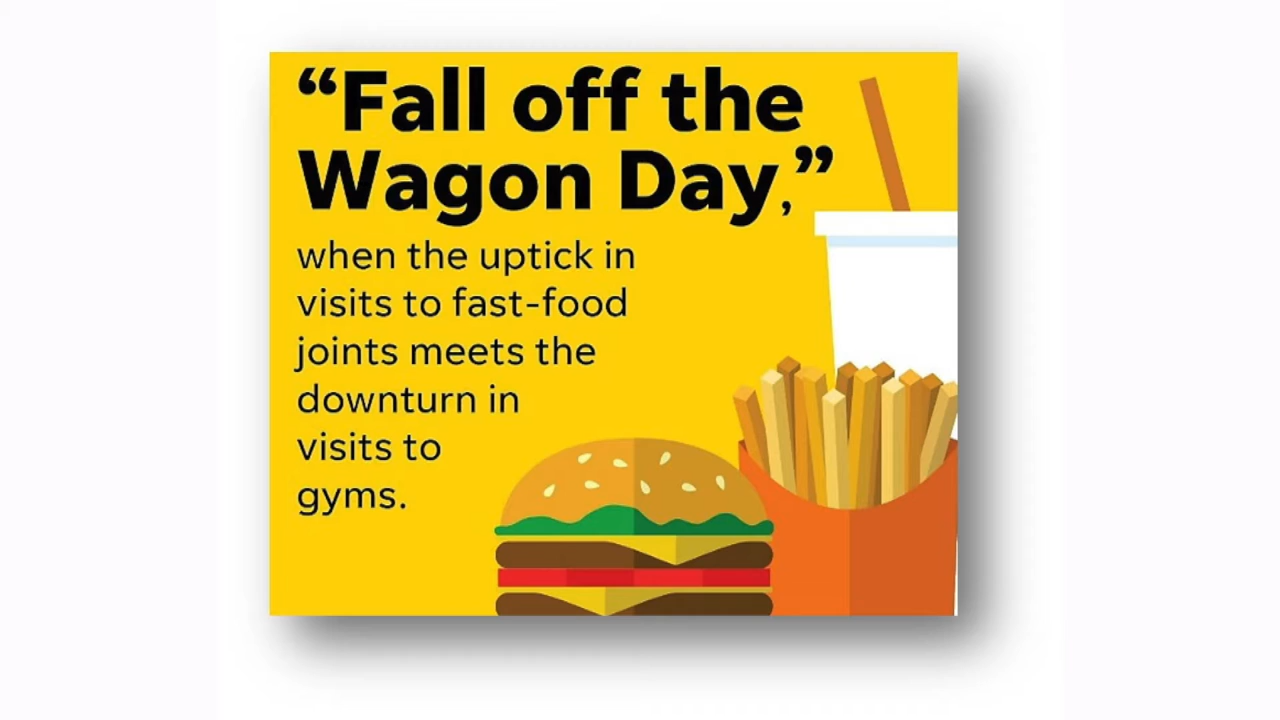 “Fall off the
Wagon Day,”
when the uptick in
visits to fast-food
joints meets the
downturn in
visits to
gyms.